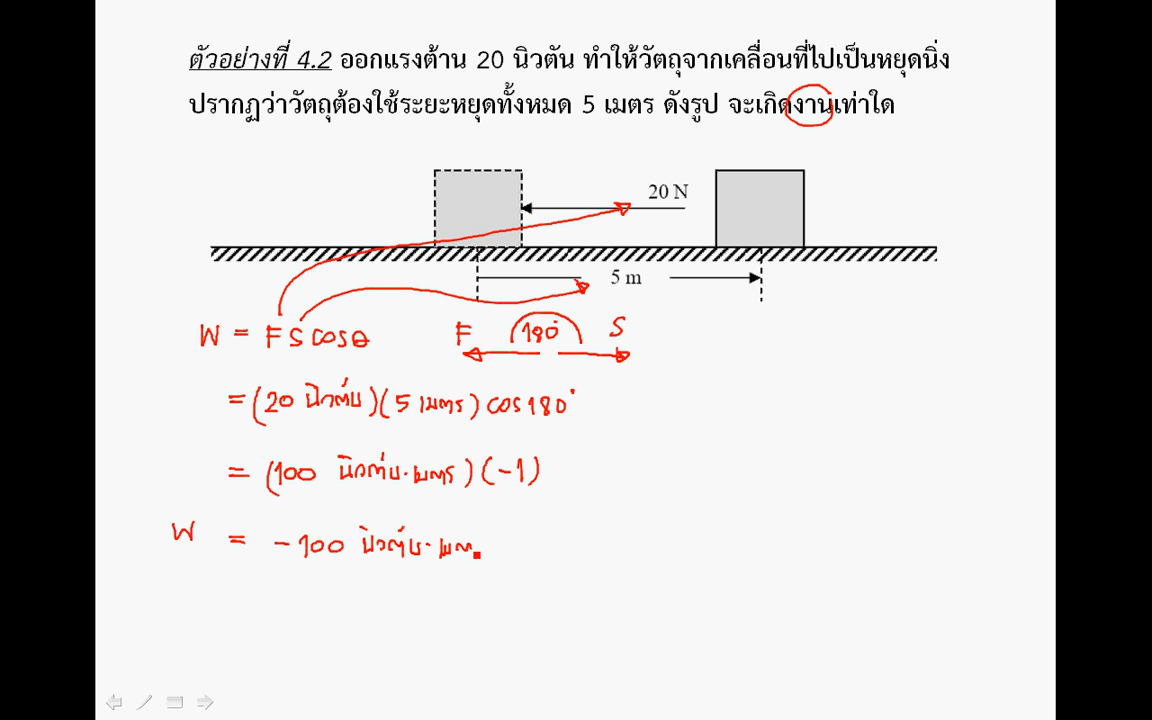 ตัวอย่างที่ 4.2 ออกแรงต้าน 20 นิวตัน ทำให้วัตถุจากเคลื่อนที่ไปเป็นหยุดนิ่ง
ปรากฏว่าวัตถุต้องใช้ระยะหยุดทั้งหมด 5 เมตร ดังรูป จะเกิดงานเท่าใด
20 N
5 m
W = F S cosθ
F 180° S
= (20 นิวตัน)(5 เมตร) cos 180°
= (100 นิวตัน·เมตร)(-1)
W = -100 นิวตัน·เมต